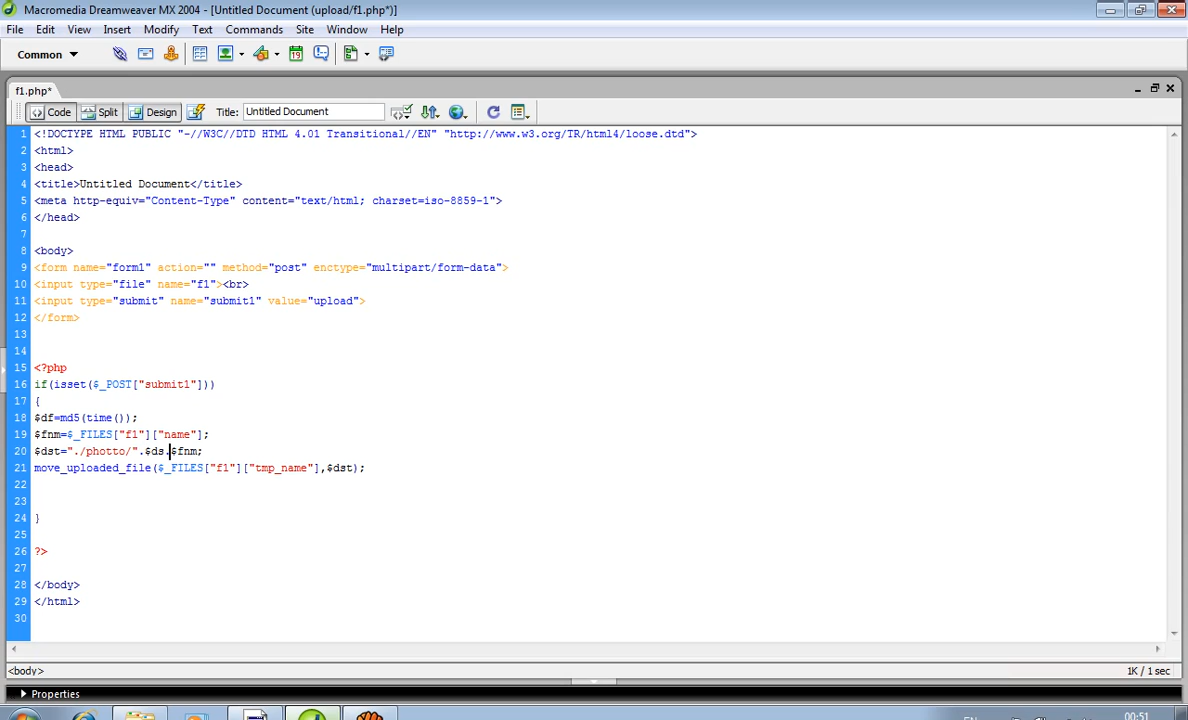 Macromedia Dreamweaver MX 2004 - [Untitled Document (upload/f1.php*)]
File Edit View Insert Modify Text Commands Site Window Help
Common
f1.php*
Code Split Design Title: Untitled Document
1 <!DOCTYPE HTML PUBLIC "-//W3C//DTD HTML 4.01 Transitional//EN" "http://www.w3.org/TR/html4/loose.dtd">
2 <html>
3 <head>
4 <title>Untitled Document</title>
5 <meta http-equiv="Content-Type" content="text/html; charset=iso-8859-1">
6 </head>
7
8 <body>
9 <form name="form1" action="" method="post" enctype="multipart/form-data">
10 <input type="file" name="f1"><br>
11 <input type="submit" name="submit1" value="upload">
12 </form>
13
14
15 <?php
16 if(isset($_POST["submit1"]))
17 {
18 $df=md5(time());
19 $fnm=$_FILES["f1"]["name"];
20 $dst="./photto/".$ds.$fnm;
21 move_uploaded_file($_FILES["f1"]["tmp_name"],$dst);
22
23
24 }
25
26 ?>
27
28 </body>
29 </html>
30
<body> 1K / 1 sec
Properties
EN 00:51